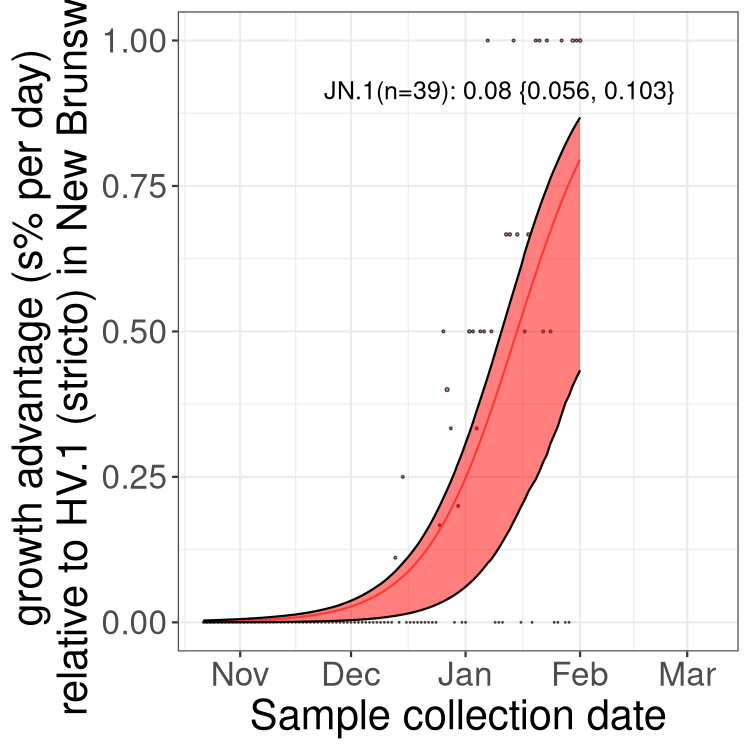 growth advantage (s% per day)
relative to HV.1 (stricto) in New Brunsw
1.00
0.75
0.50
0.25
0.00
JN.1(n=39): 0.08 {0.056, 0.103}
Nov Dec Jan Feb Mar
Sample collection date